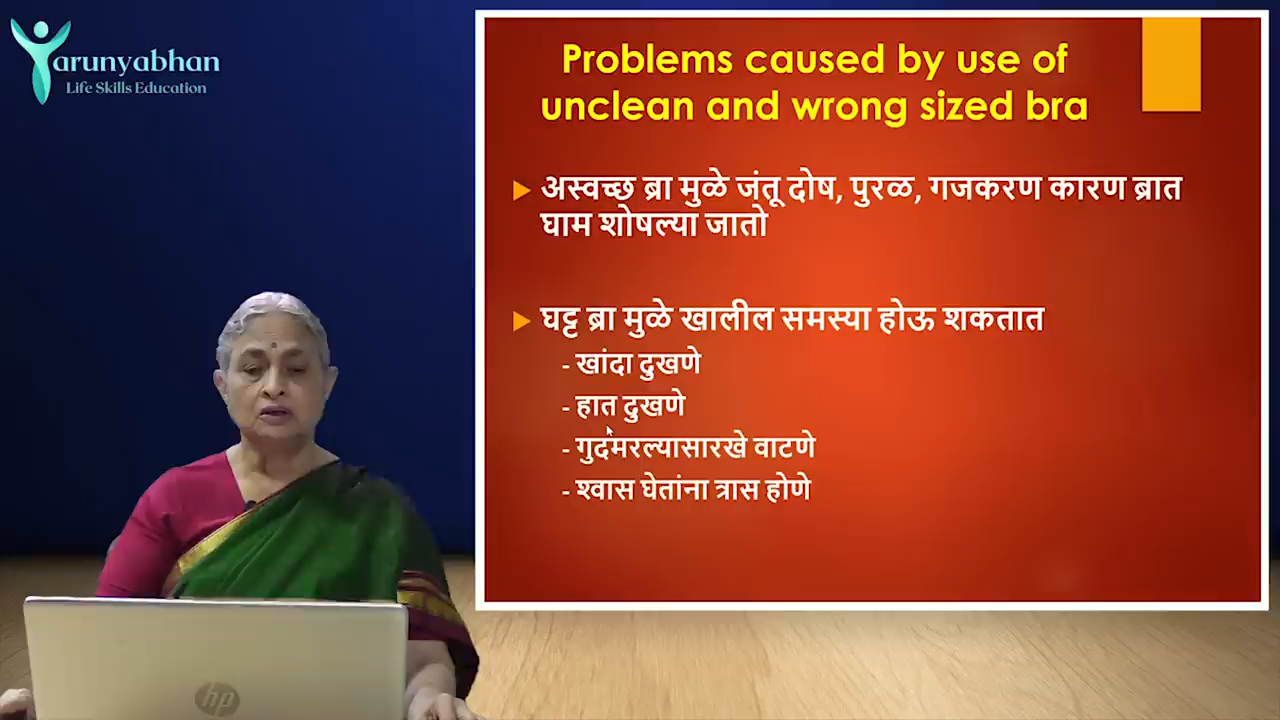 arunyabhan
Life Skills Education
Problems caused by use of
unclean and wrong sized bra
अस्वच्छ ब्रा मुळे जंतू दोष, पुरळ, गजकरण कारण ब्रात
घाम शोषल्या जातो
घट्ट ब्रा मुळे खालील समस्या होऊ शकतात
- खांदा दुखणे
- हात दुखणे
- गुदमरल्यासारखे वाटणे
- श्वास घेतांना त्रास होणे
hp